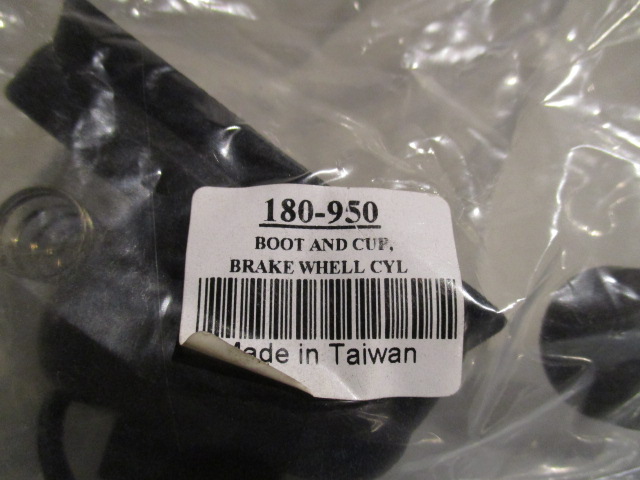 180-950
BOOT AND CUP,
BRAKE WHELL CYL
Made in Taiwan